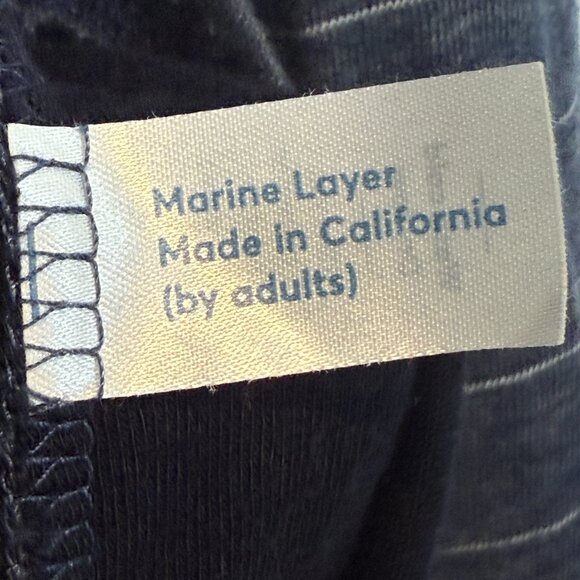 Marine Layer
Made in California
(by adults)